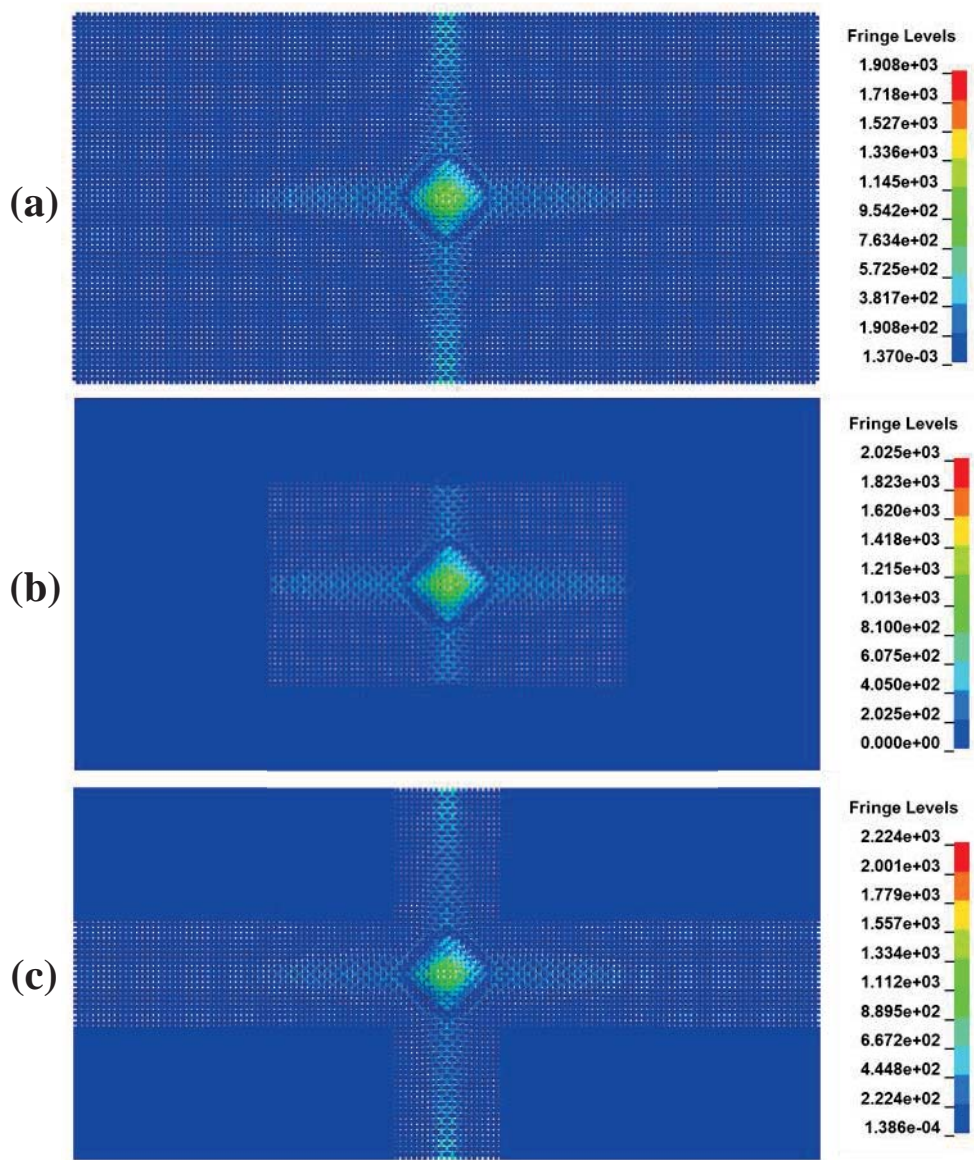 (a)
Fringe Levels
1.908e+03
1.718e+03
1.527e+03
1.336e+03
1.145e+03
9.542e+02
7.634e+02
5.725e+02
3.817e+02
1.908e+02
1.370e-03
(b)
Fringe Levels
2.025e+03
1.823e+03
1.620e+03
1.418e+03
1.215e+03
1.013e+03
8.100e+02
6.075e+02
4.050e+02
2.025e+02
0.000e+00
(c)
Fringe Levels
2.224e+03
2.001e+03
1.779e+03
1.557e+03
1.334e+03
1.112e+03
8.895e+02
6.672e+02
4.448e+02
2.224e+02
1.386e-04